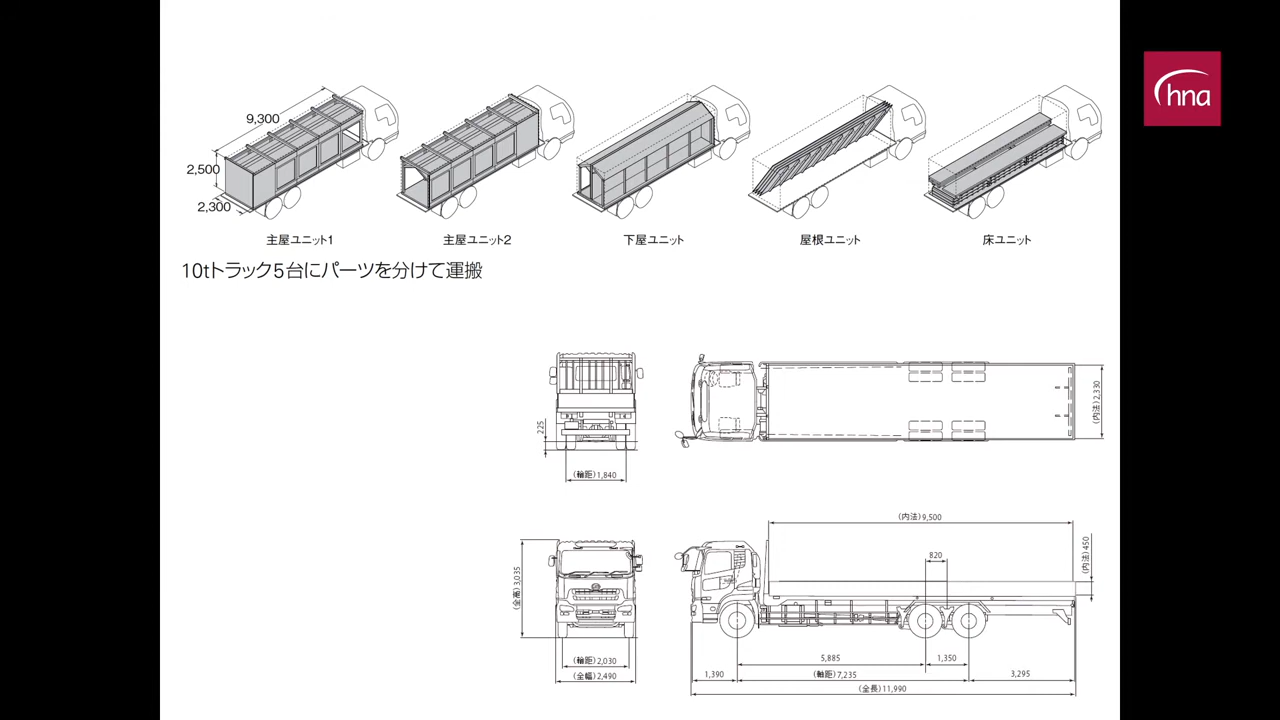 hna
9,300
2,500
2,300
主屋ユニット1
主屋ユニット2
下屋ユニット
屋根ユニット
床ユニット
10tトラック5台にパーツを分けて運搬
225
(輪距)1,840
(内法)2,330
(内法)9,500
(内法)450
820
(全高)3,035
(輪距)2,030
(全幅)2,490
5,885
1,350
1,390
(軸距)7,235
3,295
(全長)11,990